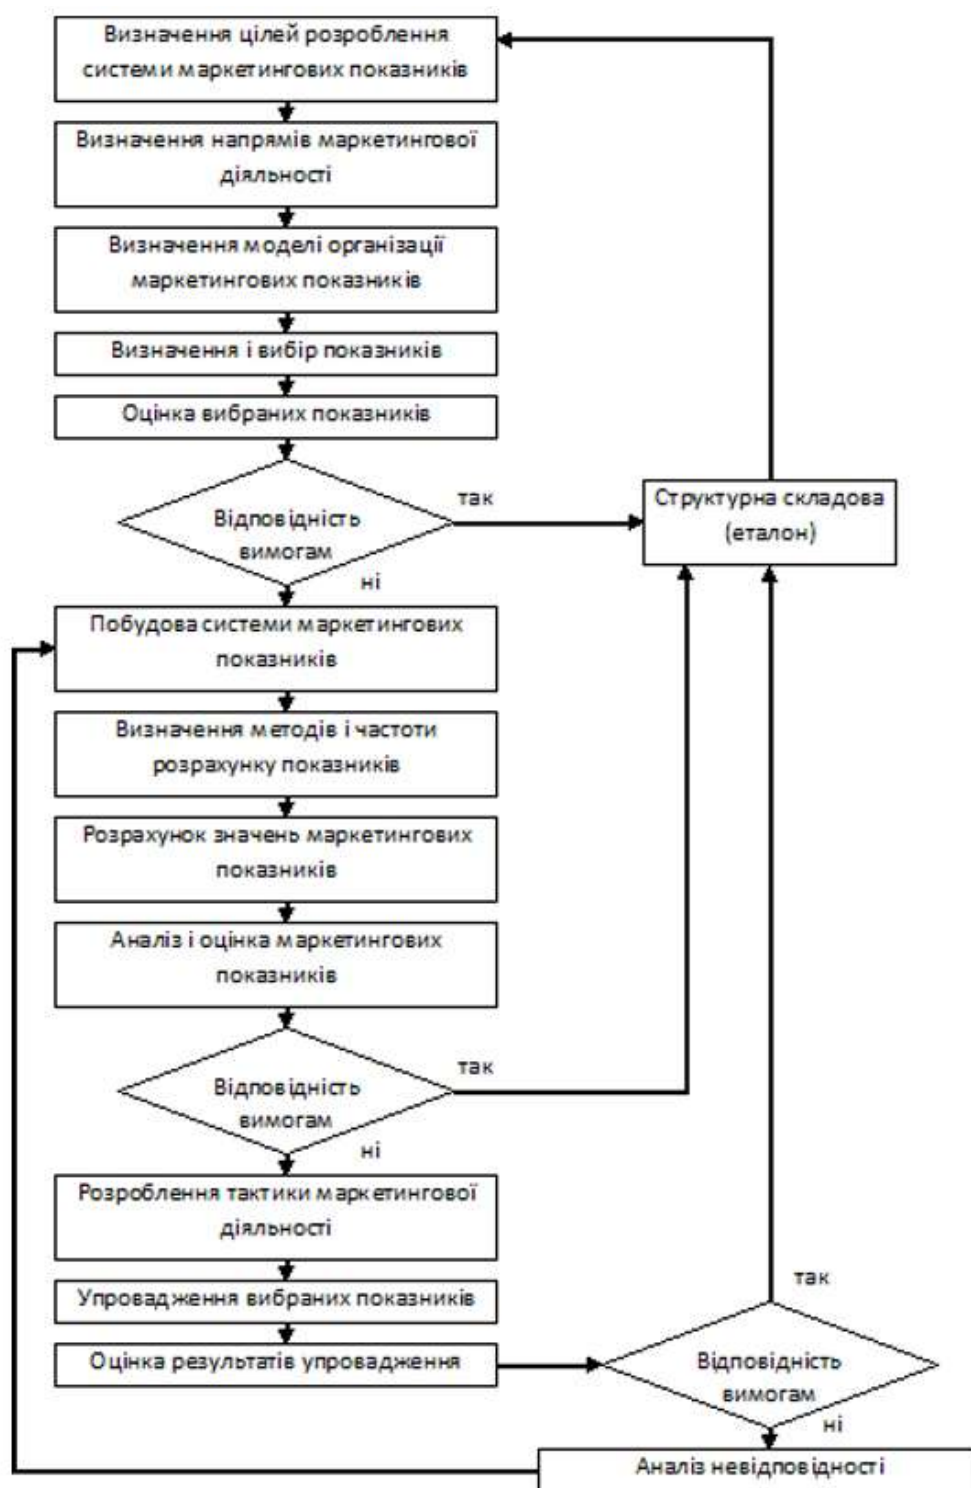 Визначення цілей розроблення
системи маркетингових показників
Визначення напрямів маркетингової
діяльності
Визначення моделі організації
маркетингових показників
Визначення і вибір показників
Оцінка вибраних показників
так
Відповідність
вимогам
ні
Структурна складова
(еталон)
Побудова системи маркетингових
показників
Визначення методів і частоти
розрахунку показників
Розрахунок значень маркетингових
показників
Аналіз і оцінка маркетингових
показників
так
Відповідність
вимогам
ні
Розроблення тактики маркетингової
діяльності
Упровадження вибраних показників
Оцінка результатів упровадження
так
Відповідність
вимогам
ні
Аналіз невідповідності